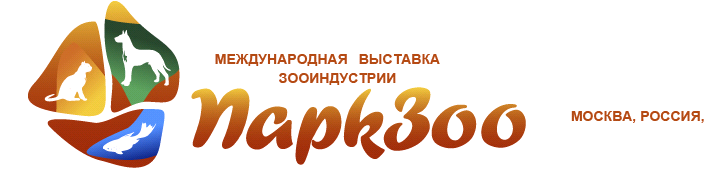 МЕЖДУНАРОДНАЯ ВЫСТАВКА
ЗООИНДУСТРИИ
ПаркЗоо
МОСКВА, РОССИЯ,